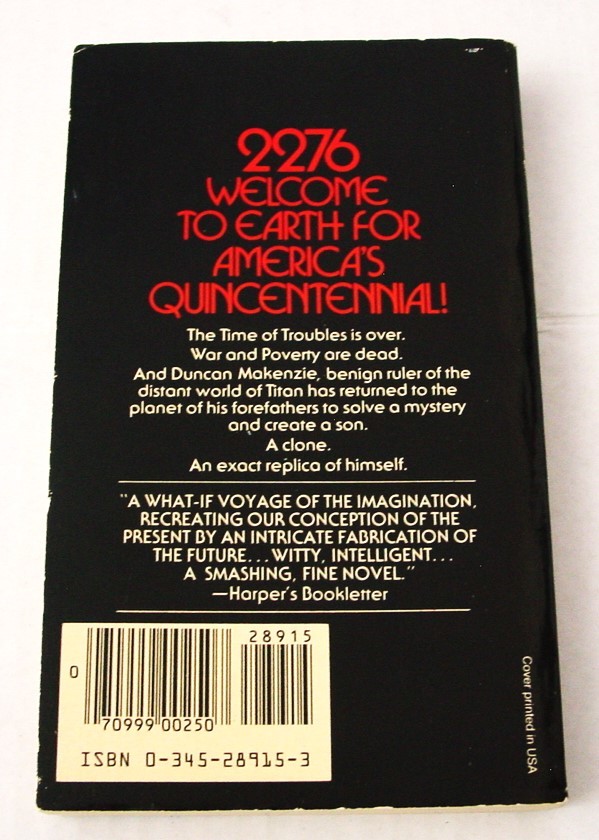 2276
WELCOME
TO EARTH FOR
AMERICA'S
QUINCENTENNIAL!
The Time of Troubles is over.
War and Poverty are dead.
And Duncan Makenzie, benign ruler of the
distant world of Titan has returned to the
planet of his forefathers to solve a mystery
and create a son.
A clone.
An exact replica of himself.
"A WHAT-IF VOYAGE OF THE IMAGINATION,
RECREATING OUR CONCEPTION OF THE
PRESENT BY AN INTRICATE FABRICATION OF
THE FUTURE... WITTY, INTELLIGENT...
A SMASHING, FINE NOVEL."
—Harper's Bookletter
28915
0
70999 00250
ISBN 0-345-28915-3
Cover printed in USA